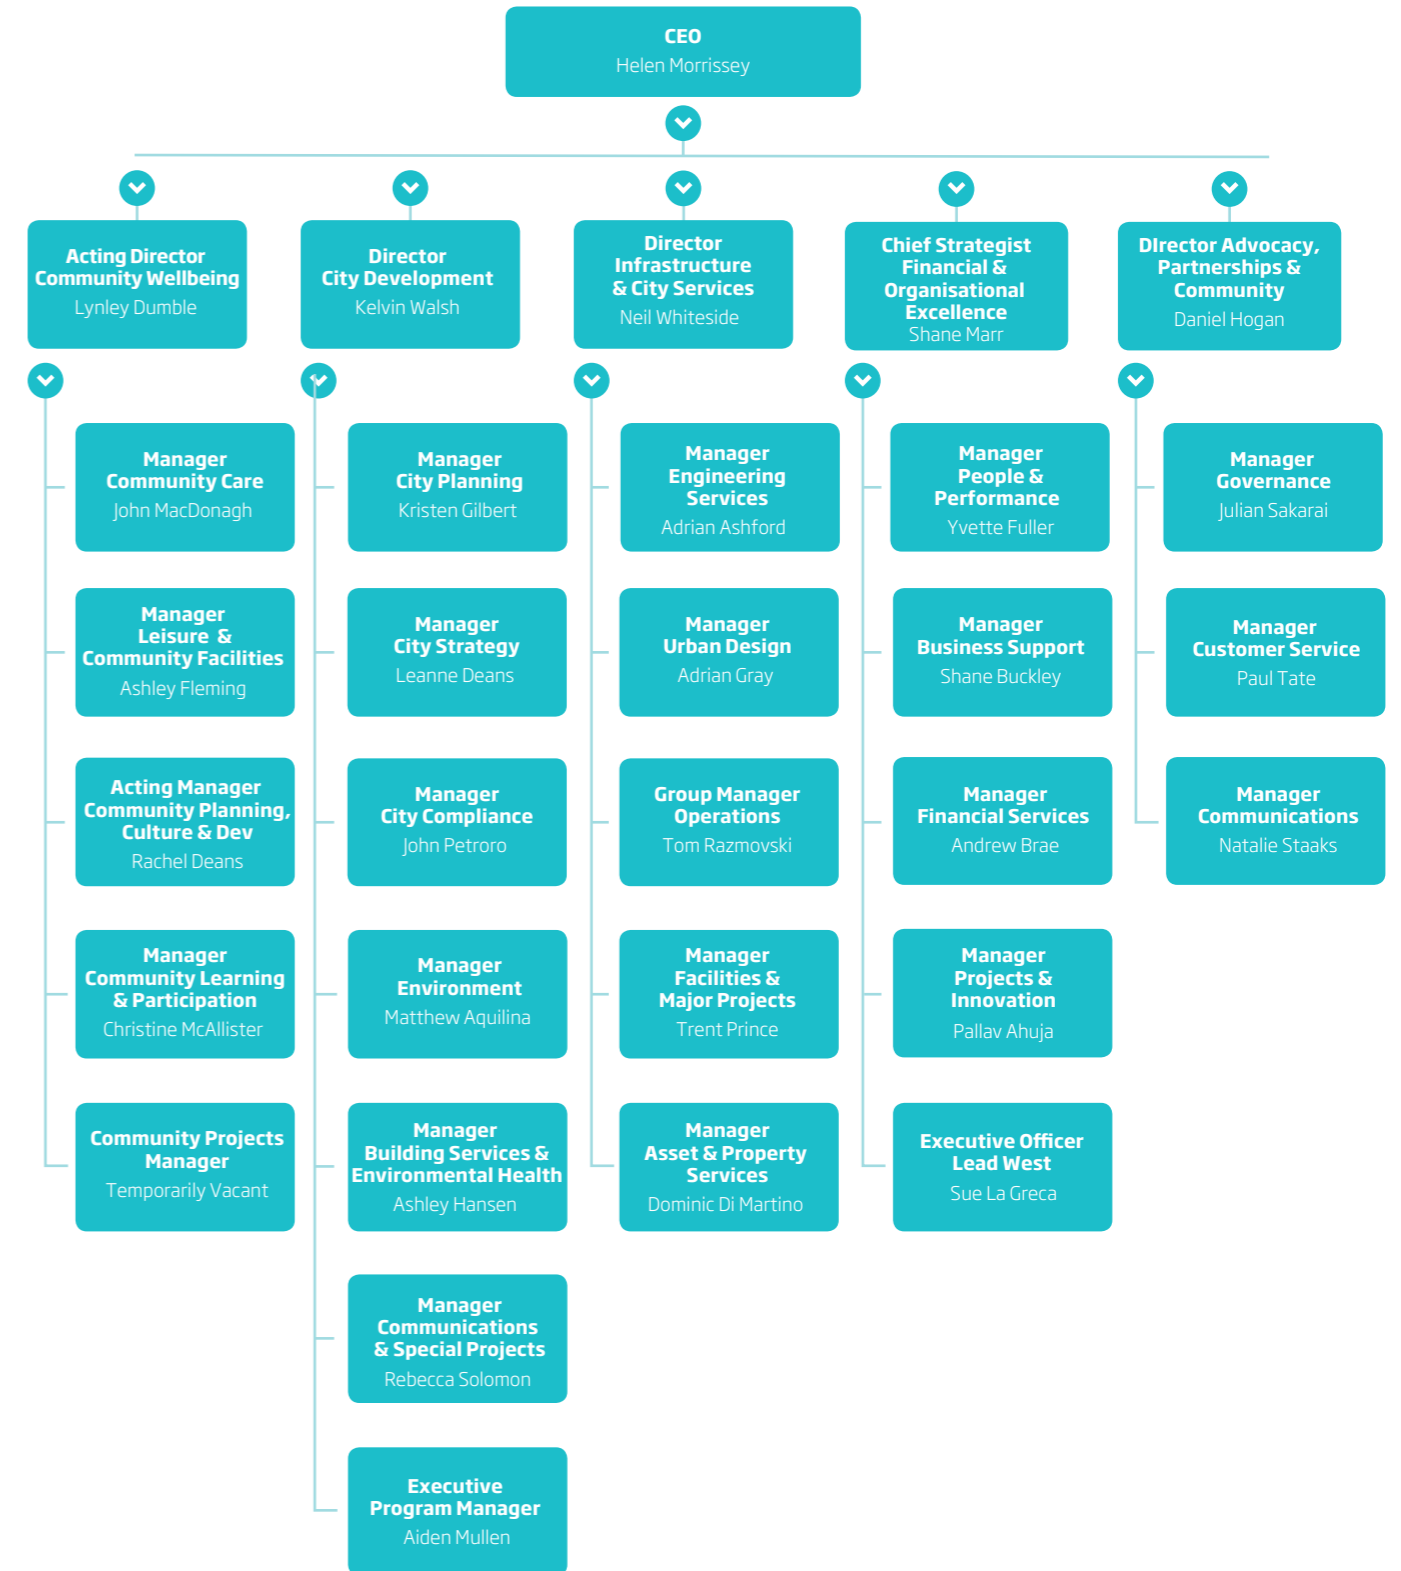 CEO
Helen Morrissey
Acting Director
Community Wellbeing
Lynley Dumble
Director
City Development
Kelvin Walsh
Director
Infrastructure
& City Services
Neil Whiteside
Chief Strategist
Financial &
Organisational
Excellence
Shane Marr
DIrector Advocacy,
Partnerships &
Community
Daniel Hogan
Manager
Community Care
John MacDonagh
Manager
Leisure &
Community Facilities
Ashley Fleming
Acting Manager
Community Planning,
Culture & Dev
Rachel Deans
Manager
Community Learning
& Participation
Christine McAllister
Community Projects
Manager
Temporarily Vacant
Manager
City Planning
Kristen Gilbert
Manager
City Strategy
Leanne Deans
Manager
City Compliance
John Petroro
Manager
Environment
Matthew Aquilina
Manager
Building Services &
Environmental Health
Ashley Hansen
Manager
Communications
& Special Projects
Rebecca Solomon
Executive
Program Manager
Aiden Mullen
Manager
Engineering
Services
Adrian Ashford
Manager
Urban Design
Adrian Gray
Group Manager
Operations
Tom Razmovski
Manager
Facilities &
Major Projects
Trent Prince
Manager
Asset & Property
Services
Dominic Di Martino
Manager
People &
Performance
Yvette Fuller
Manager
Business Support
Shane Buckley
Manager
Financial Services
Andrew Brae
Manager
Projects &
Innovation
Pallav Ahuja
Executive Officer
Lead West
Sue La Greca
Manager
Governance
Julian Sakarai
Manager
Customer Service
Paul Tate
Manager
Communications
Natalie Staaks